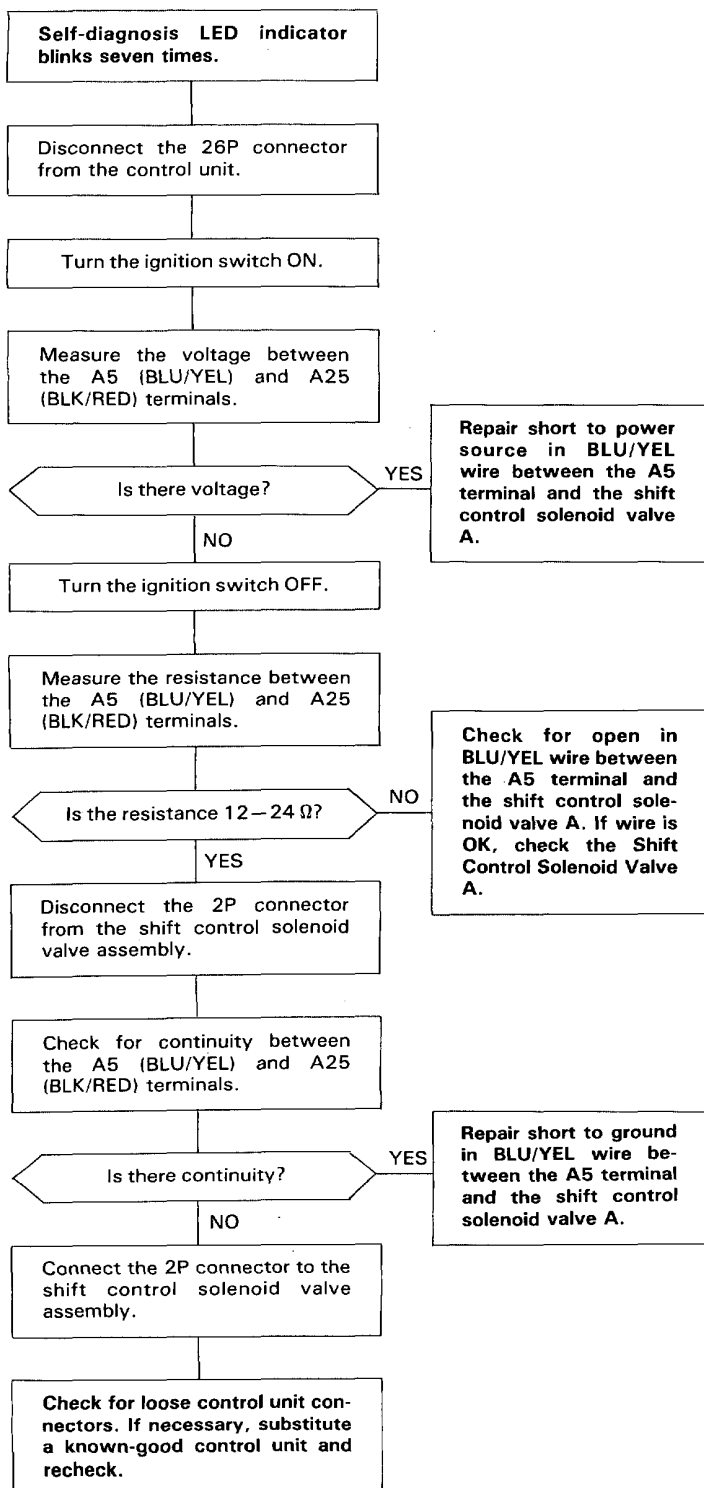 Self-diagnosis LED indicator
blinks seven times.
Disconnect the 26P connector
from the control unit.
Turn the ignition switch ON.
Measure the voltage between
the A5 (BLU/YEL) and A25
(BLK/RED) terminals.
Is there voltage?
YES
Repair short to power
source in BLU/YEL
wire between the A5
terminal and the shift
control solenoid valve
A.
NO
Turn the ignition switch OFF.
Measure the resistance between
the A5 (BLU/YEL) and A25
(BLK/RED) terminals.
Is the resistance 12–24 Ω?
NO
Check for open in
BLU/YEL wire between
the A5 terminal and
the shift control sole-
noid valve A. If wire is
OK, check the Shift
Control Solenoid Valve
A.
YES
Disconnect the 2P connector
from the shift control solenoid
valve assembly.
Check for continuity between
the A5 (BLU/YEL) and A25
(BLK/RED) terminals.
Is there continuity?
YES
Repair short to ground
in BLU/YEL wire be-
tween the A5 terminal
and the shift control
solenoid valve A.
NO
Connect the 2P connector to the
shift control solenoid valve
assembly.
Check for loose control unit con-
nectors. If necessary, substitute
a known-good control unit and
recheck.